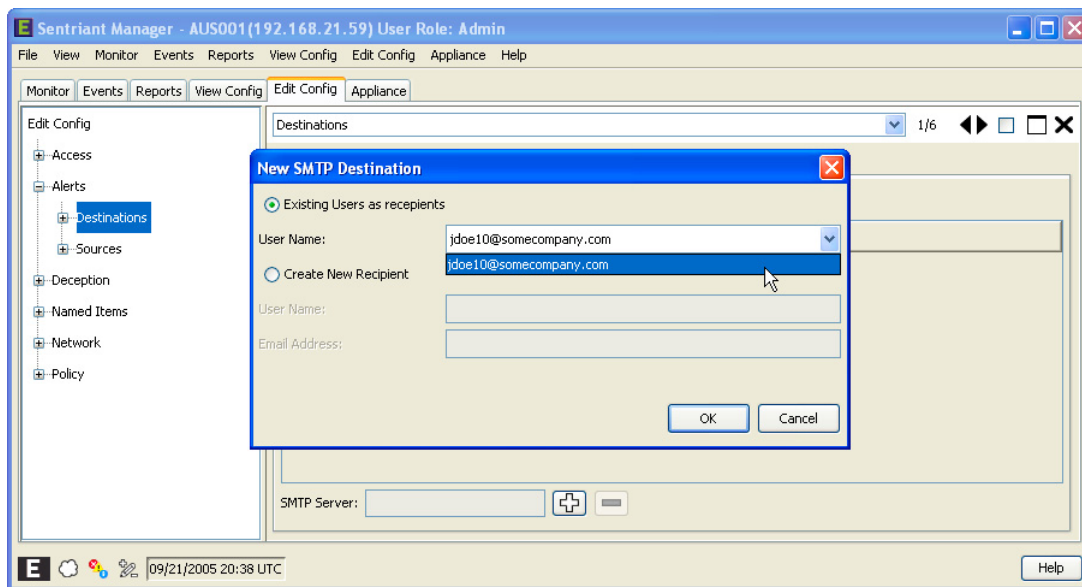 E Sentriant Manager - AUS001(192.168.21.59) User Role: Admin
File View Monitor Events Reports View Config Edit Config Appliance Help
Monitor Events Reports View Config Edit Config Appliance
Edit Config
Destinations 1/6
Access
Alerts
Destinations
Sources
Deception
Named Items
Network
Policy
New SMTP Destination
Existing Users as recepients
User Name: jdoe10@somecompany.com
jdoe10@somecompany.com
Create New Recipient
User Name:
Email Address:
OK Cancel
SMTP Server:
E 09/21/2005 20:38 UTC Help